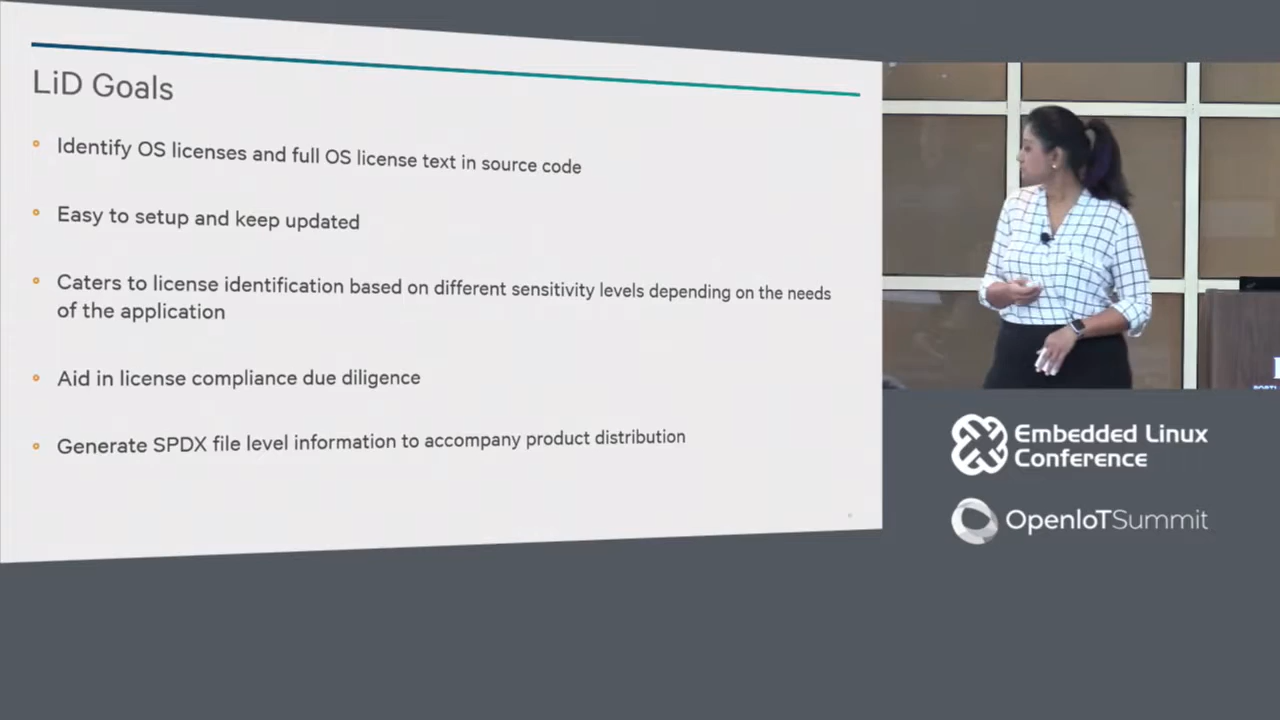 LiD Goals
Identify OS licenses and full OS license text in source code
Easy to setup and keep updated
Caters to license identification based on different sensitivity levels depending on the needs
of the application
Aid in license compliance due diligence
Generate SPDX file level information to accompany product distribution
Embedded Linux
Conference
OpenIoTSummit